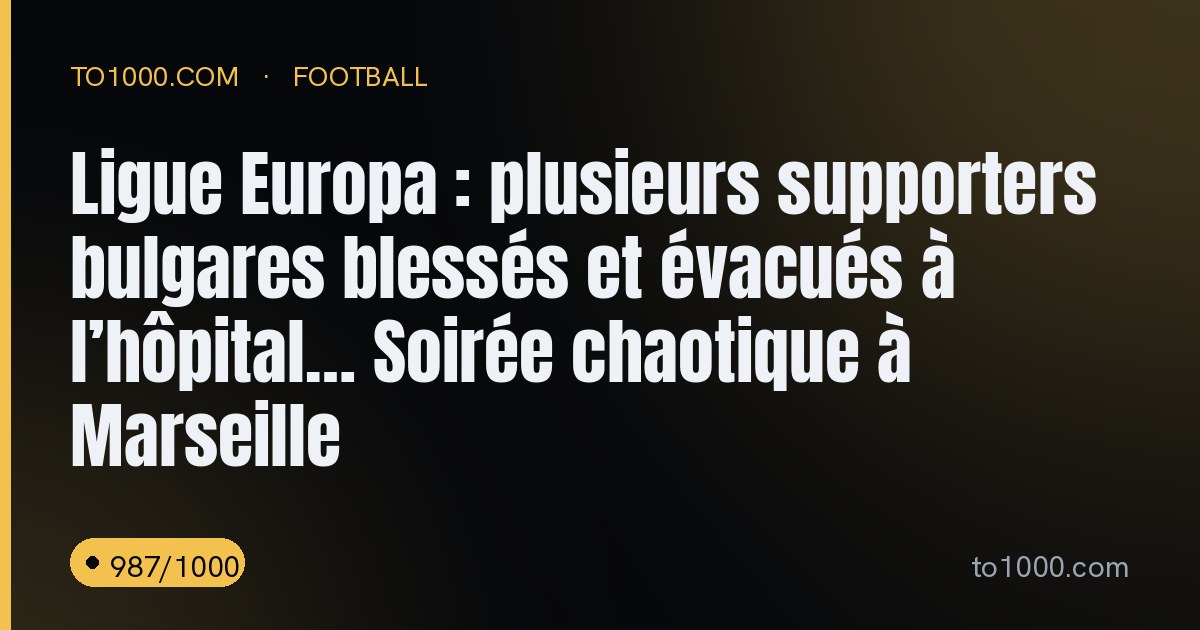 TO1000.COM · FOOTBALL
Ligue Europa : plusieurs supporters
bulgares blessés et évacués à
l’hôpital… Soirée chaotique à
Marseille
987/1000
to1000.com